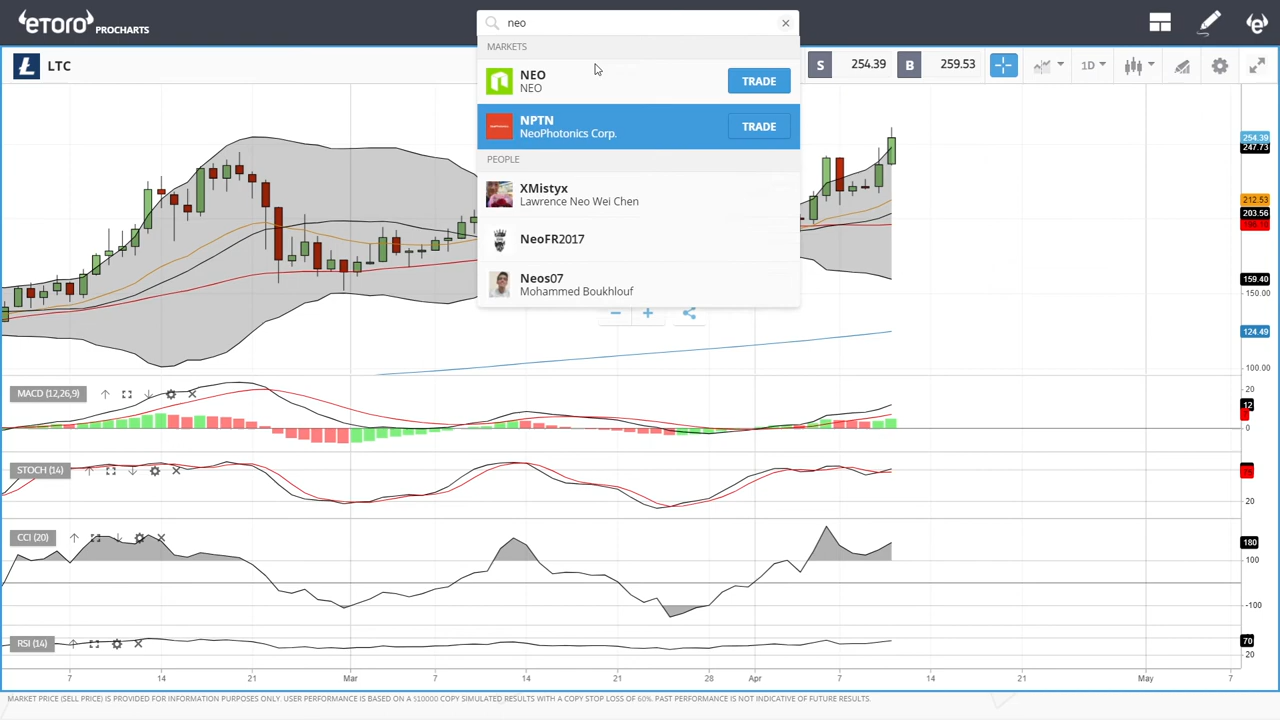 etoro PROCHARTS
neo
MARKETS
NEO
NEO
TRADE
NPTN
NeoPhotonics Corp.
TRADE
PEOPLE
XMistyx
Lawrence Neo Wei Chen
NeoFR2017
Neos07
Mohammed Boukhlouf
LTC
S 254.39 B 259.53
1D
254.39
247.73
212.53
203.56
159.40
150.00
124.49
100.00
MACD (12,26,9)
20
12
0
STOCH (14)
20
CCI (20)
180
100
-100
RSI (14)
70
20
7 14 21 Mar 7 14 21 28 Apr 7 14 21 May 7
MARKET PRICE (SELL PRICE) IS PROVIDED FOR INFORMATION PURPOSES ONLY. USER PERFORMANCE IS BASED ON A $10000 COPY SIMULATED RESULTS WITH A COPY STOP LOSS OF 60%. PAST PERFORMANCE IS NOT INDICATIVE OF FUTURE RESULTS.